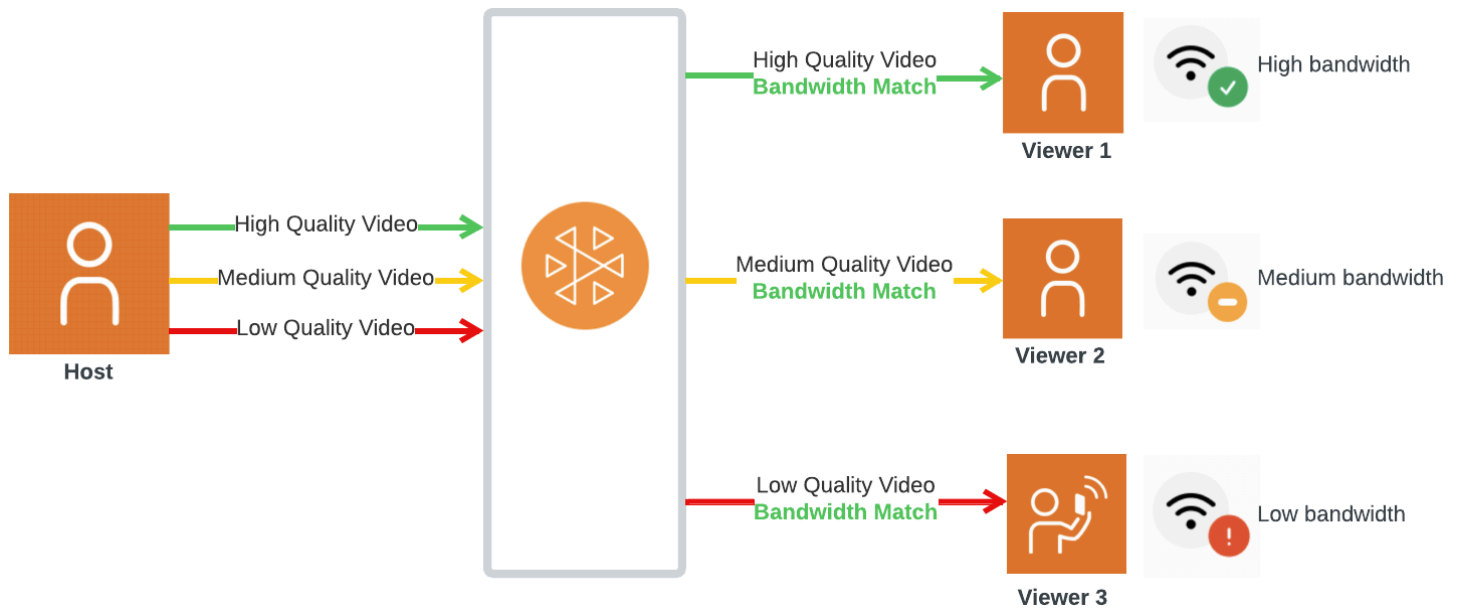 High Quality Video
Medium Quality Video
Low Quality Video
Host
High Quality Video
Bandwidth Match
Viewer 1
High bandwidth
Medium Quality Video
Bandwidth Match
Viewer 2
Medium bandwidth
Low Quality Video
Bandwidth Match
Viewer 3
Low bandwidth